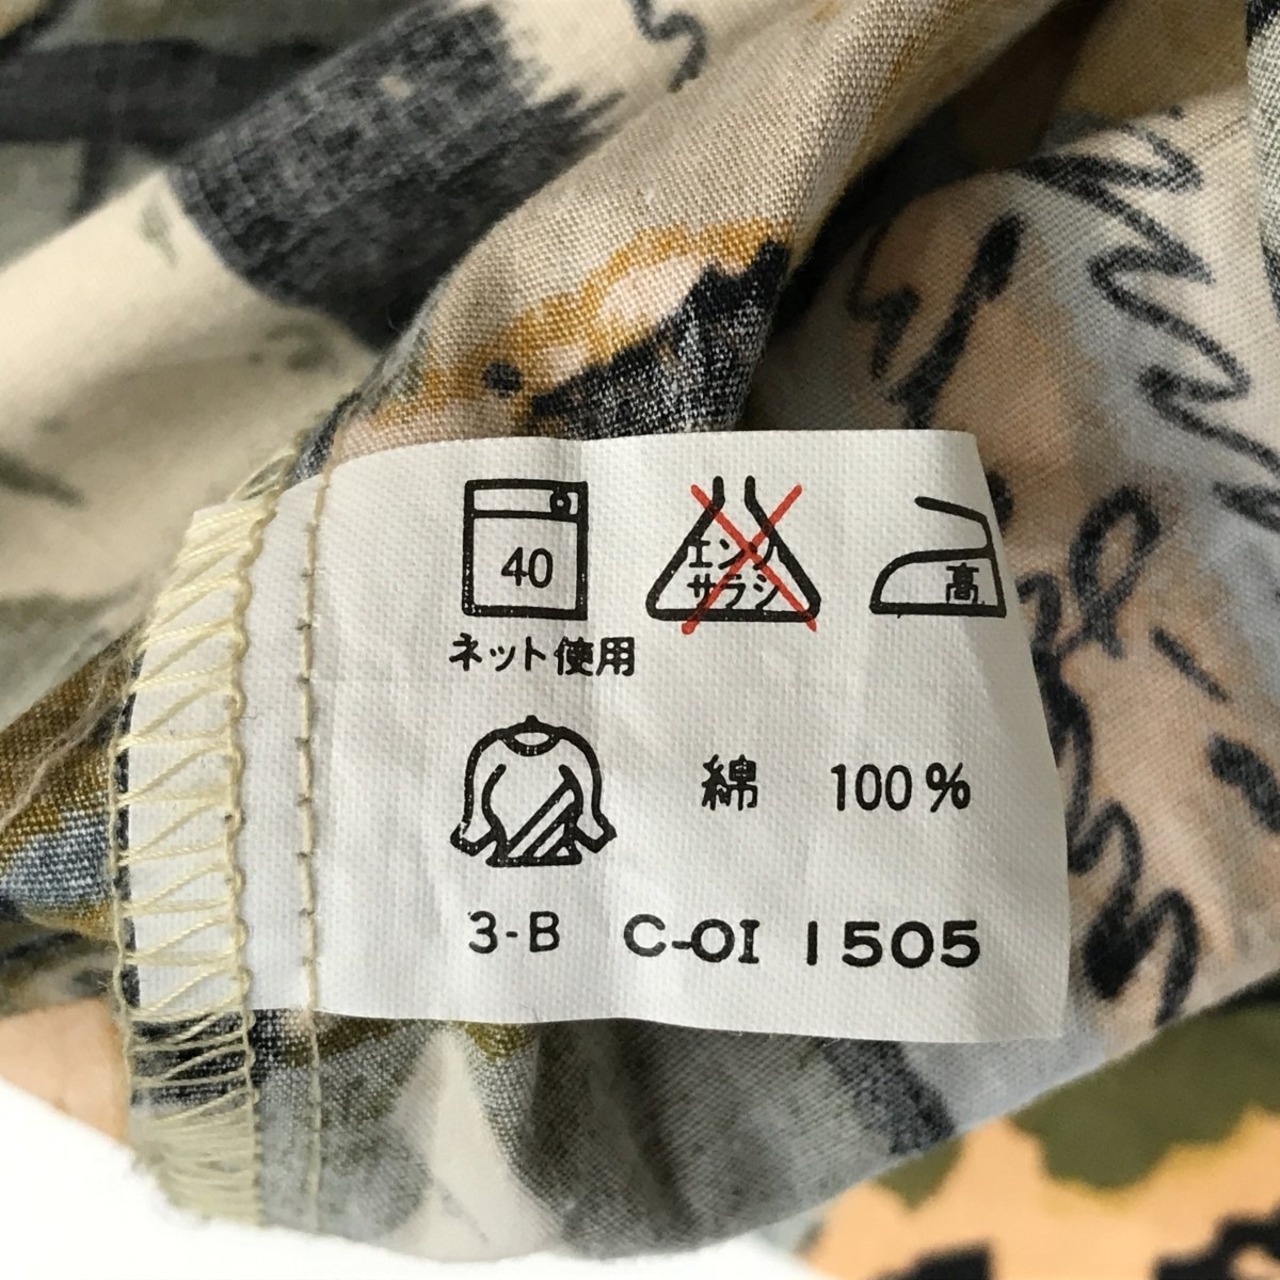 40 エンソ サラシ 高
ネット使用
綿 100%
3-B C-OI 1505